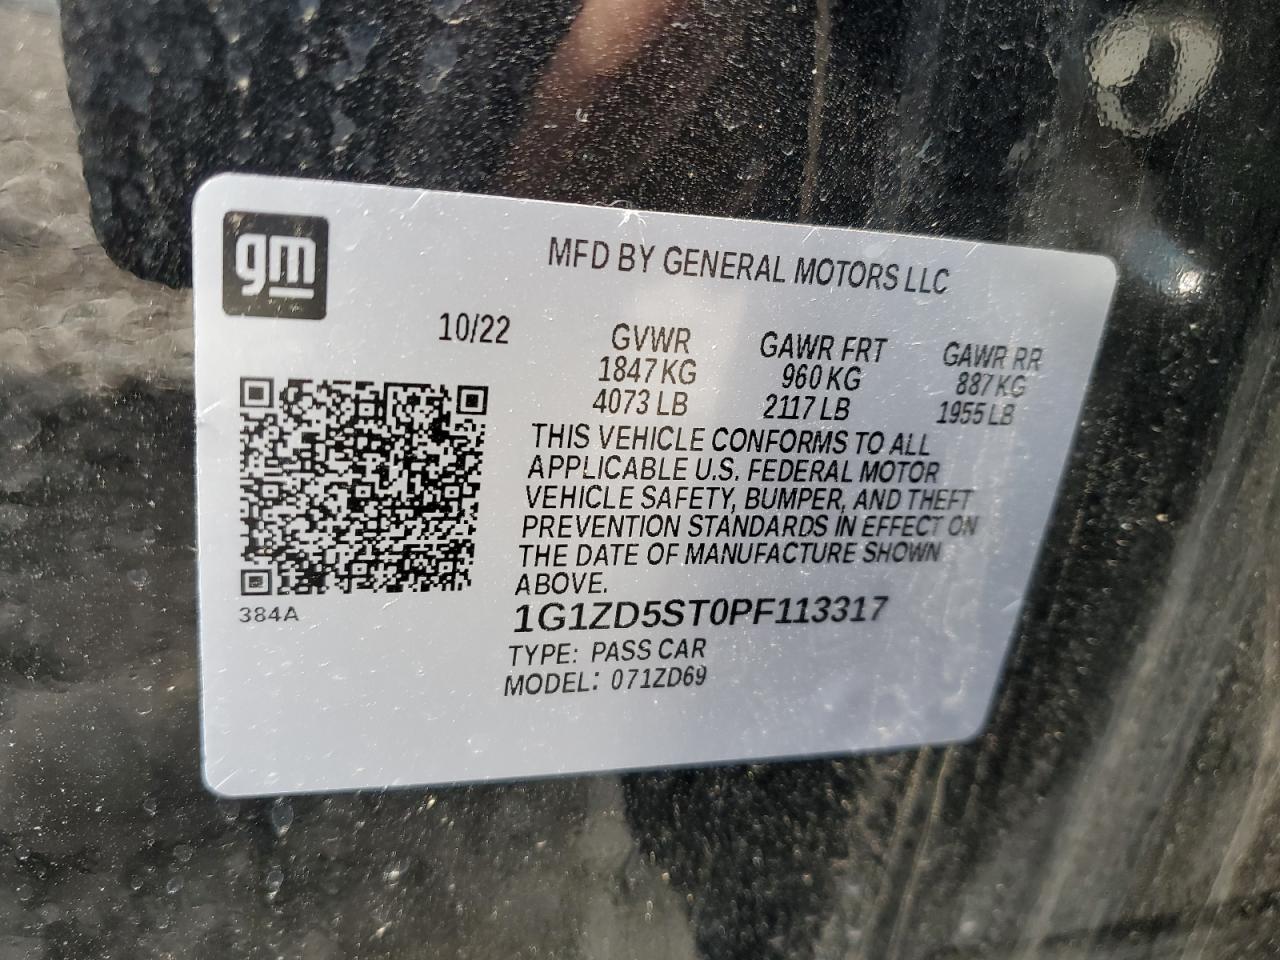 gm
MFD BY GENERAL MOTORS LLC
10/22
GVWR GAWR FRT GAWR RR
1847 KG 960 KG 887 KG
4073 LB 2117 LB 1955 LB
THIS VEHICLE CONFORMS TO ALL
APPLICABLE U.S. FEDERAL MOTOR
VEHICLE SAFETY, BUMPER, AND THEFT
PREVENTION STANDARDS IN EFFECT ON
THE DATE OF MANUFACTURE SHOWN
ABOVE.
384A
1G1ZD5ST0PF113317
TYPE: PASS CAR
MODEL: 071ZD69